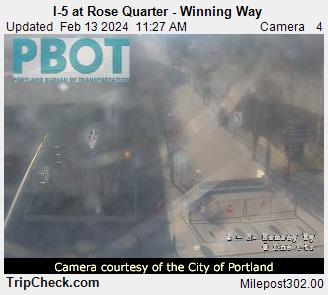 I-5 at Rose Quarter - Winning Way
Updated Feb 13 2024 11:27 AM Camera 4
PBOT
PORTLAND BUREAU OF TRANSPORTATION
Camera courtesy of the City of Portland
TripCheck.com Milepost302.00